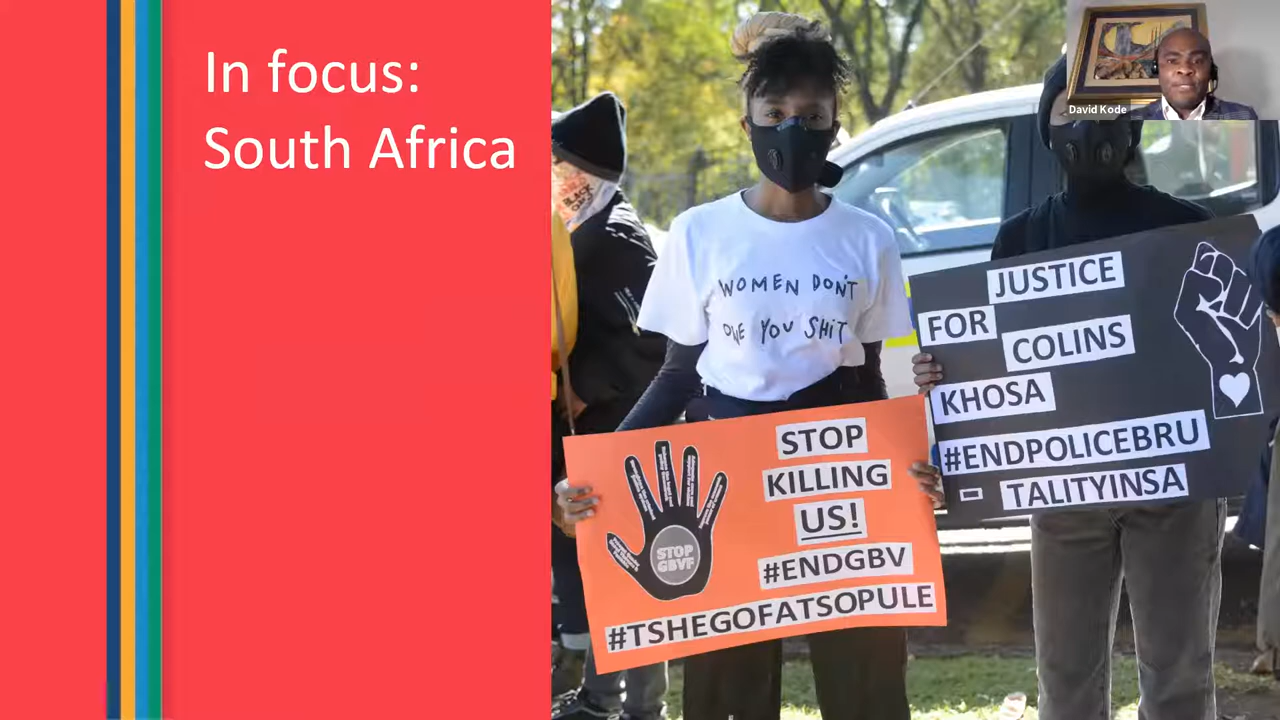 In focus:
South Africa
David Kode
BLACK
WOMEN DON'T
OWE YOU SHiT
JUSTICE
FOR
COLINS
KHOSA
#ENDPOLICEBRU
- TALITYINSA
STOP
KILLING
US!
#ENDGBV
#TSHEGOFATSOPULE
STOP
GBVF